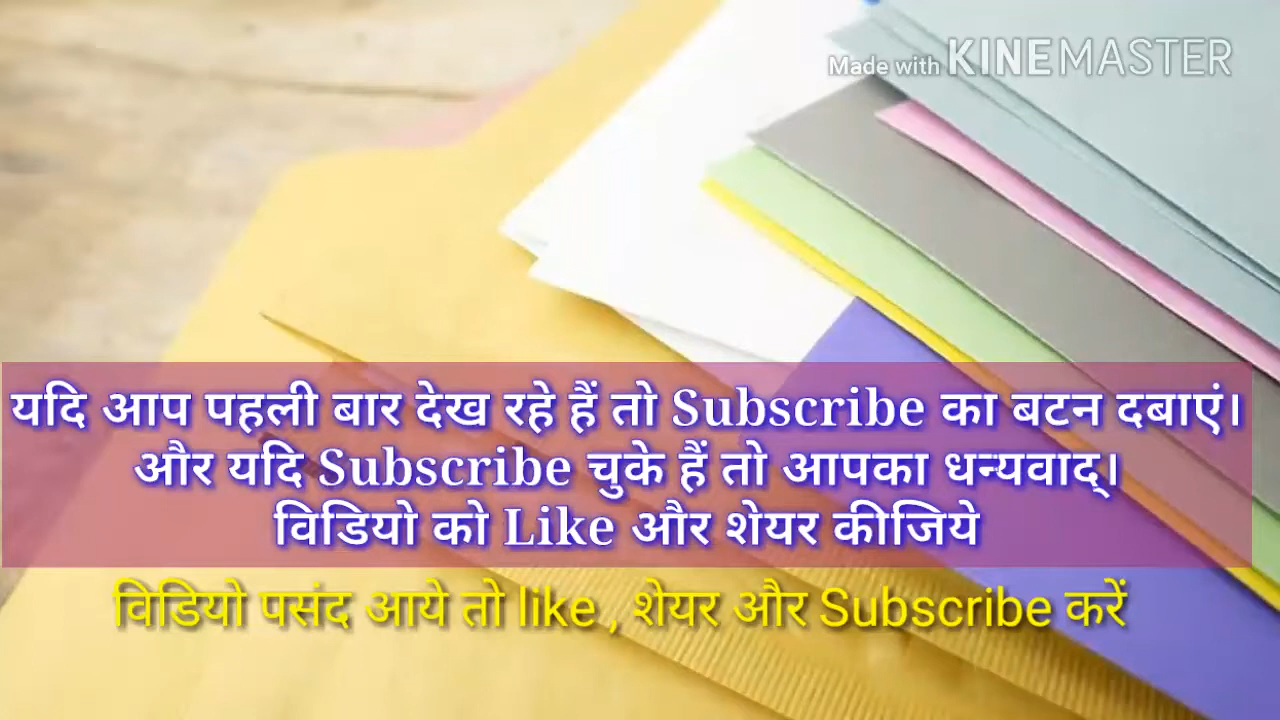 Made with KINEMASTER
यदि आप पहली बार देख रहे हैं तो Subscribe का बटन दबाएं।
और यदि Subscribe चुके हैं तो आपका धन्यवाद्।
विडियो को Like और शेयर कीजिये
विडियो पसंद आये तो like , शेयर और Subscribe करें